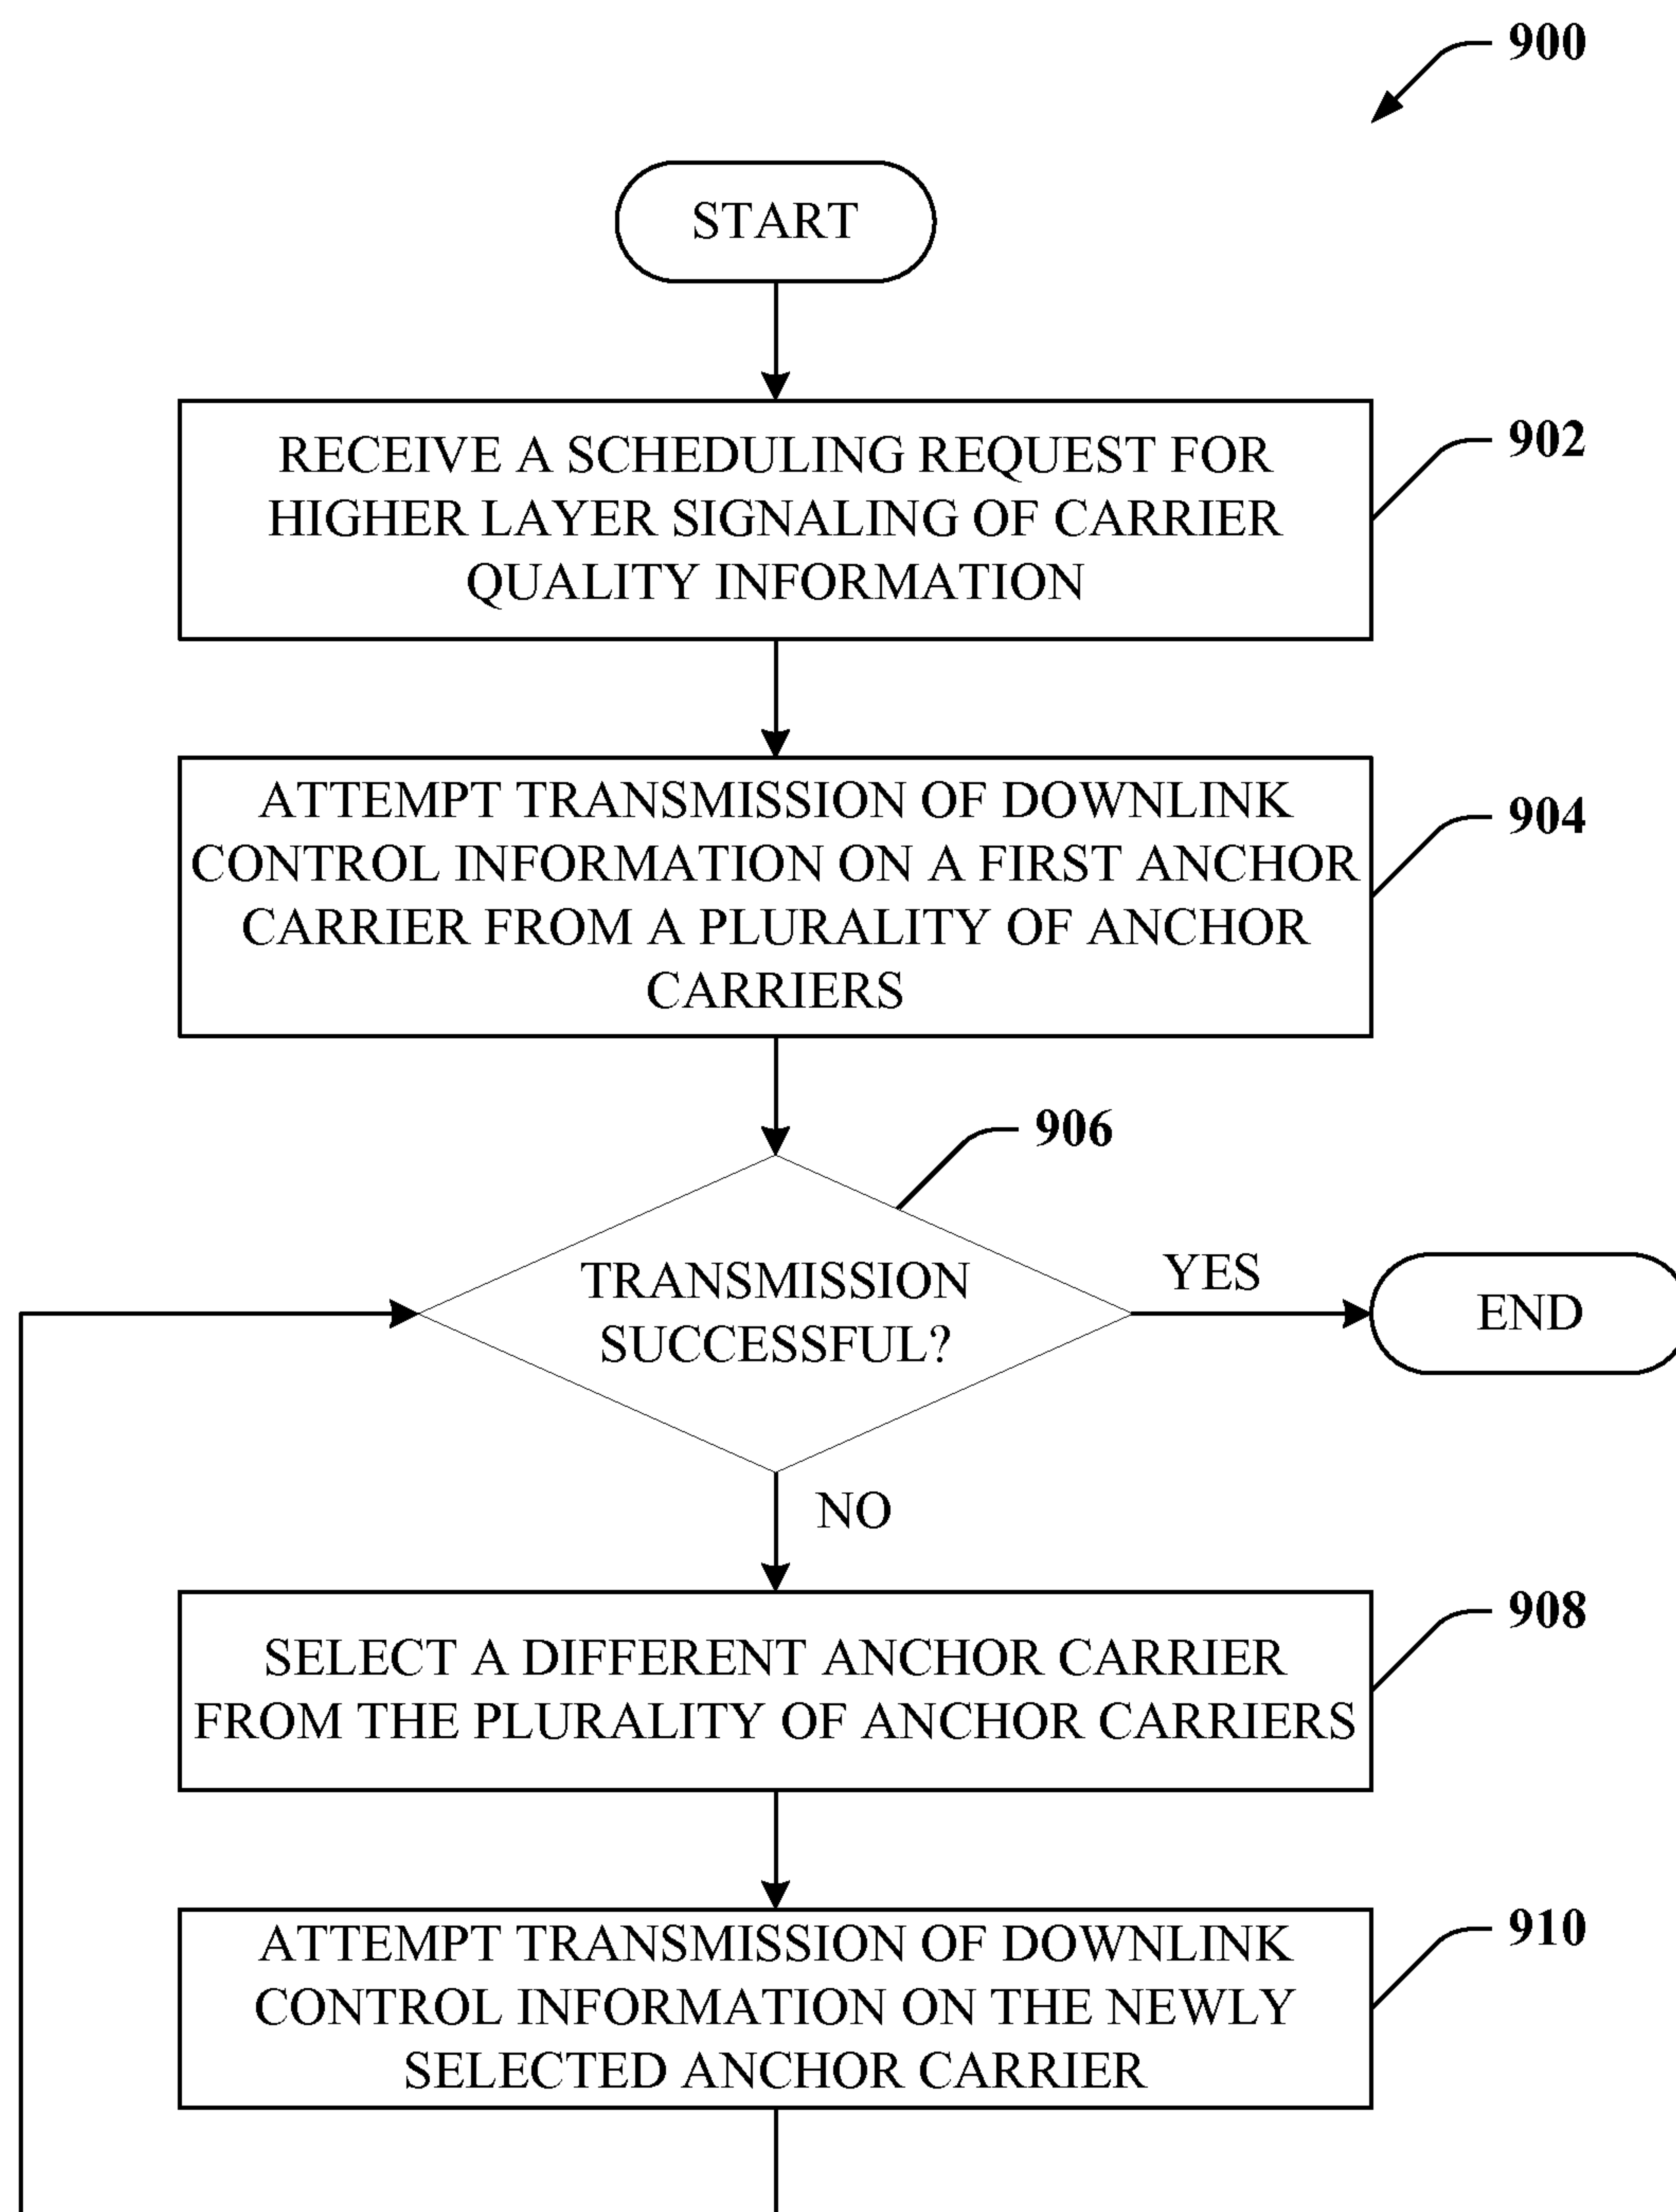 900
START
RECEIVE A SCHEDULING REQUEST FOR
HIGHER LAYER SIGNALING OF CARRIER
QUALITY INFORMATION
902
ATTEMPT TRANSMISSION OF DOWNLINK
CONTROL INFORMATION ON A FIRST ANCHOR
CARRIER FROM A PLURALITY OF ANCHOR
CARRIERS
904
906
TRANSMISSION
SUCCESSFUL?
YES
END
NO
SELECT A DIFFERENT ANCHOR CARRIER
FROM THE PLURALITY OF ANCHOR CARRIERS
908
ATTEMPT TRANSMISSION OF DOWNLINK
CONTROL INFORMATION ON THE NEWLY
SELECTED ANCHOR CARRIER
910